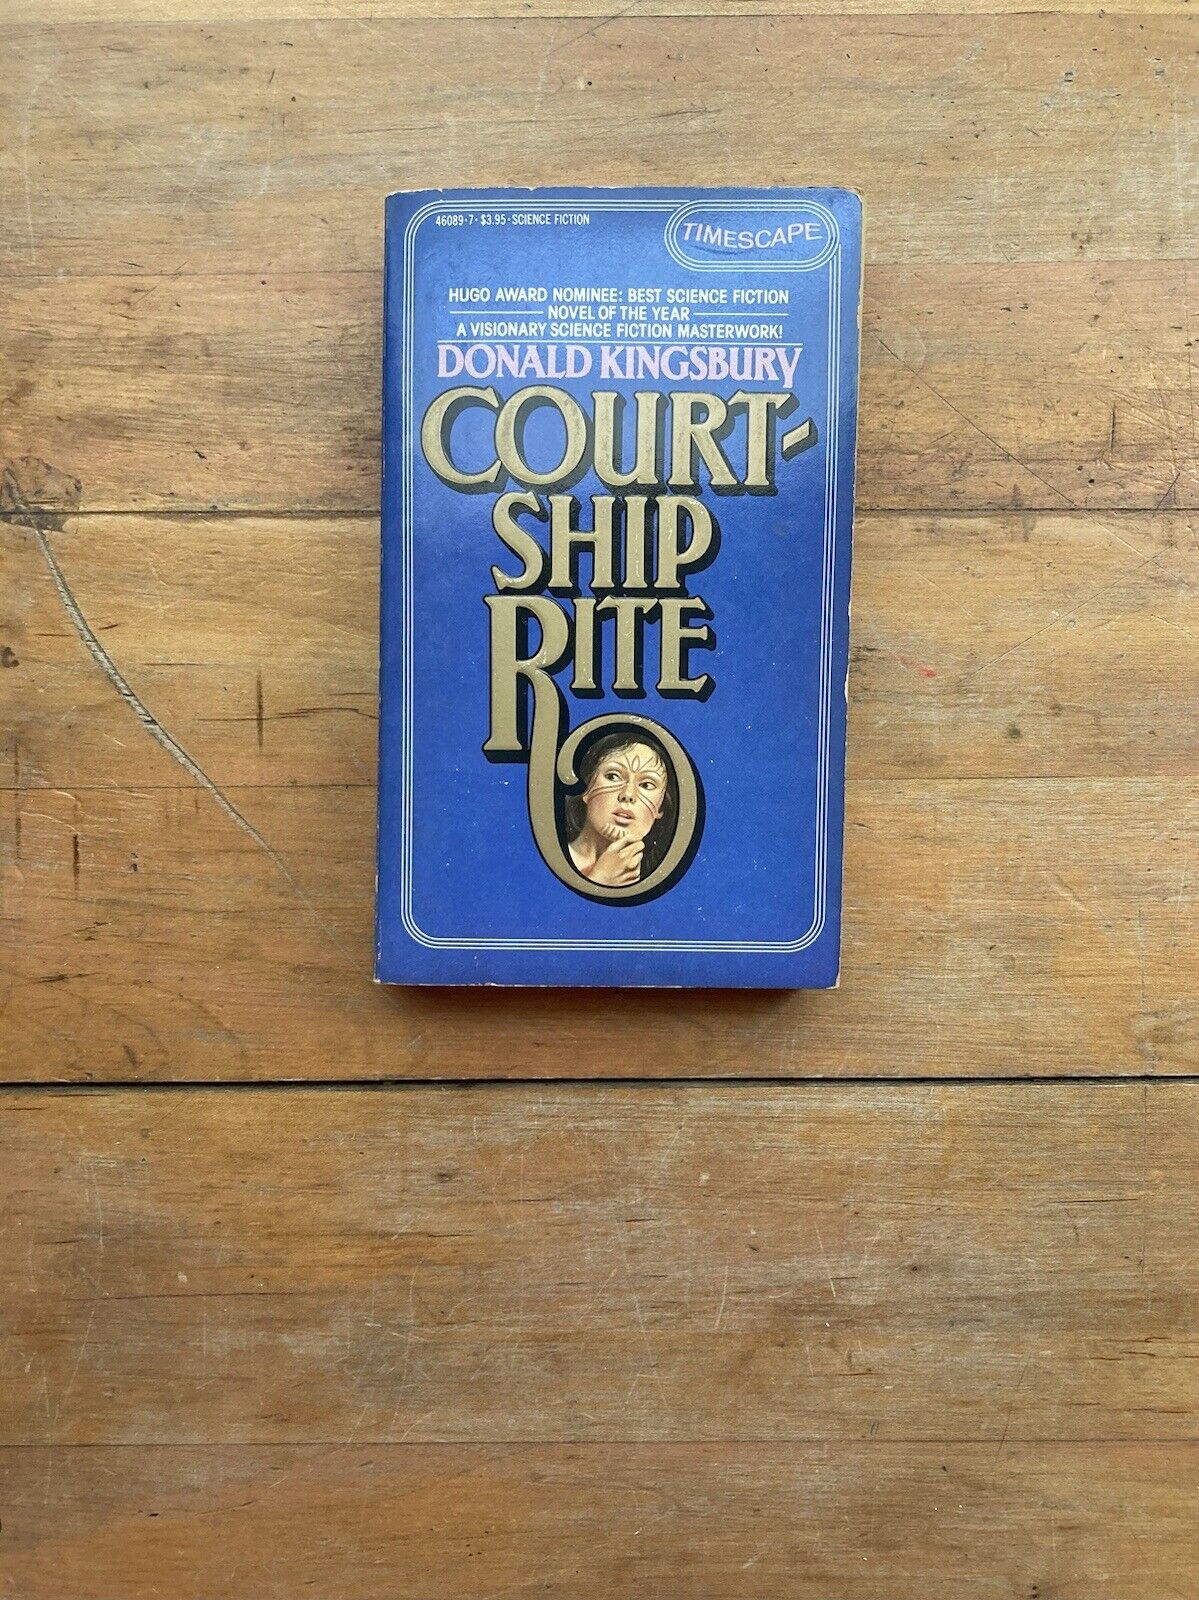 46089·7·$3.95·SCIENCE FICTION
TIMESCAPE
HUGO AWARD NOMINEE: BEST SCIENCE FICTION
NOVEL OF THE YEAR
A VISIONARY SCIENCE FICTION MASTERWORK!
DONALD KINGSBURY
COURT-
SHIP
RITE